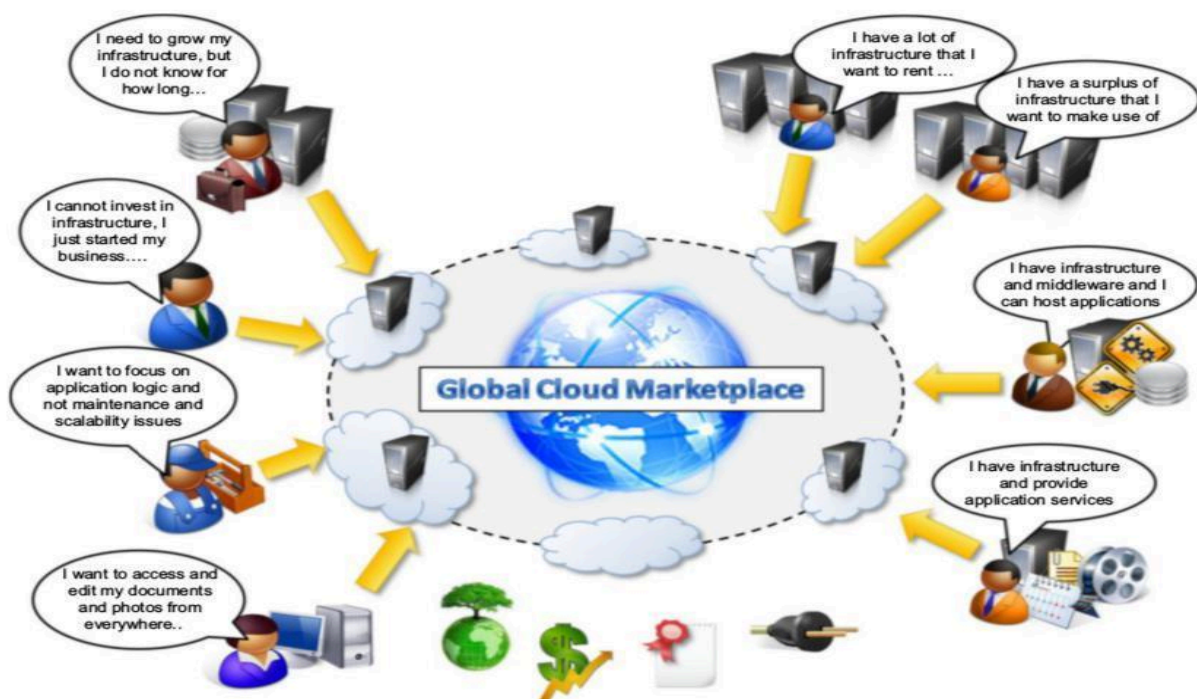 I need to grow my
infrastructure, but
I do not know for
how long...
I have a lot of
infrastructure that I
want to rent ...
I have a surplus of
infrastructure that I
want to make use of
I cannot invest in
infrastructure, I
just started my
business....
I have infrastructure
and middleware and I
can host applications
I want to focus on
application logic and
not maintenance and
scalability issues
Global Cloud Marketplace
I have infrastructure
and provide
application services
I want to access and
edit my documents
and photos from
everywhere..